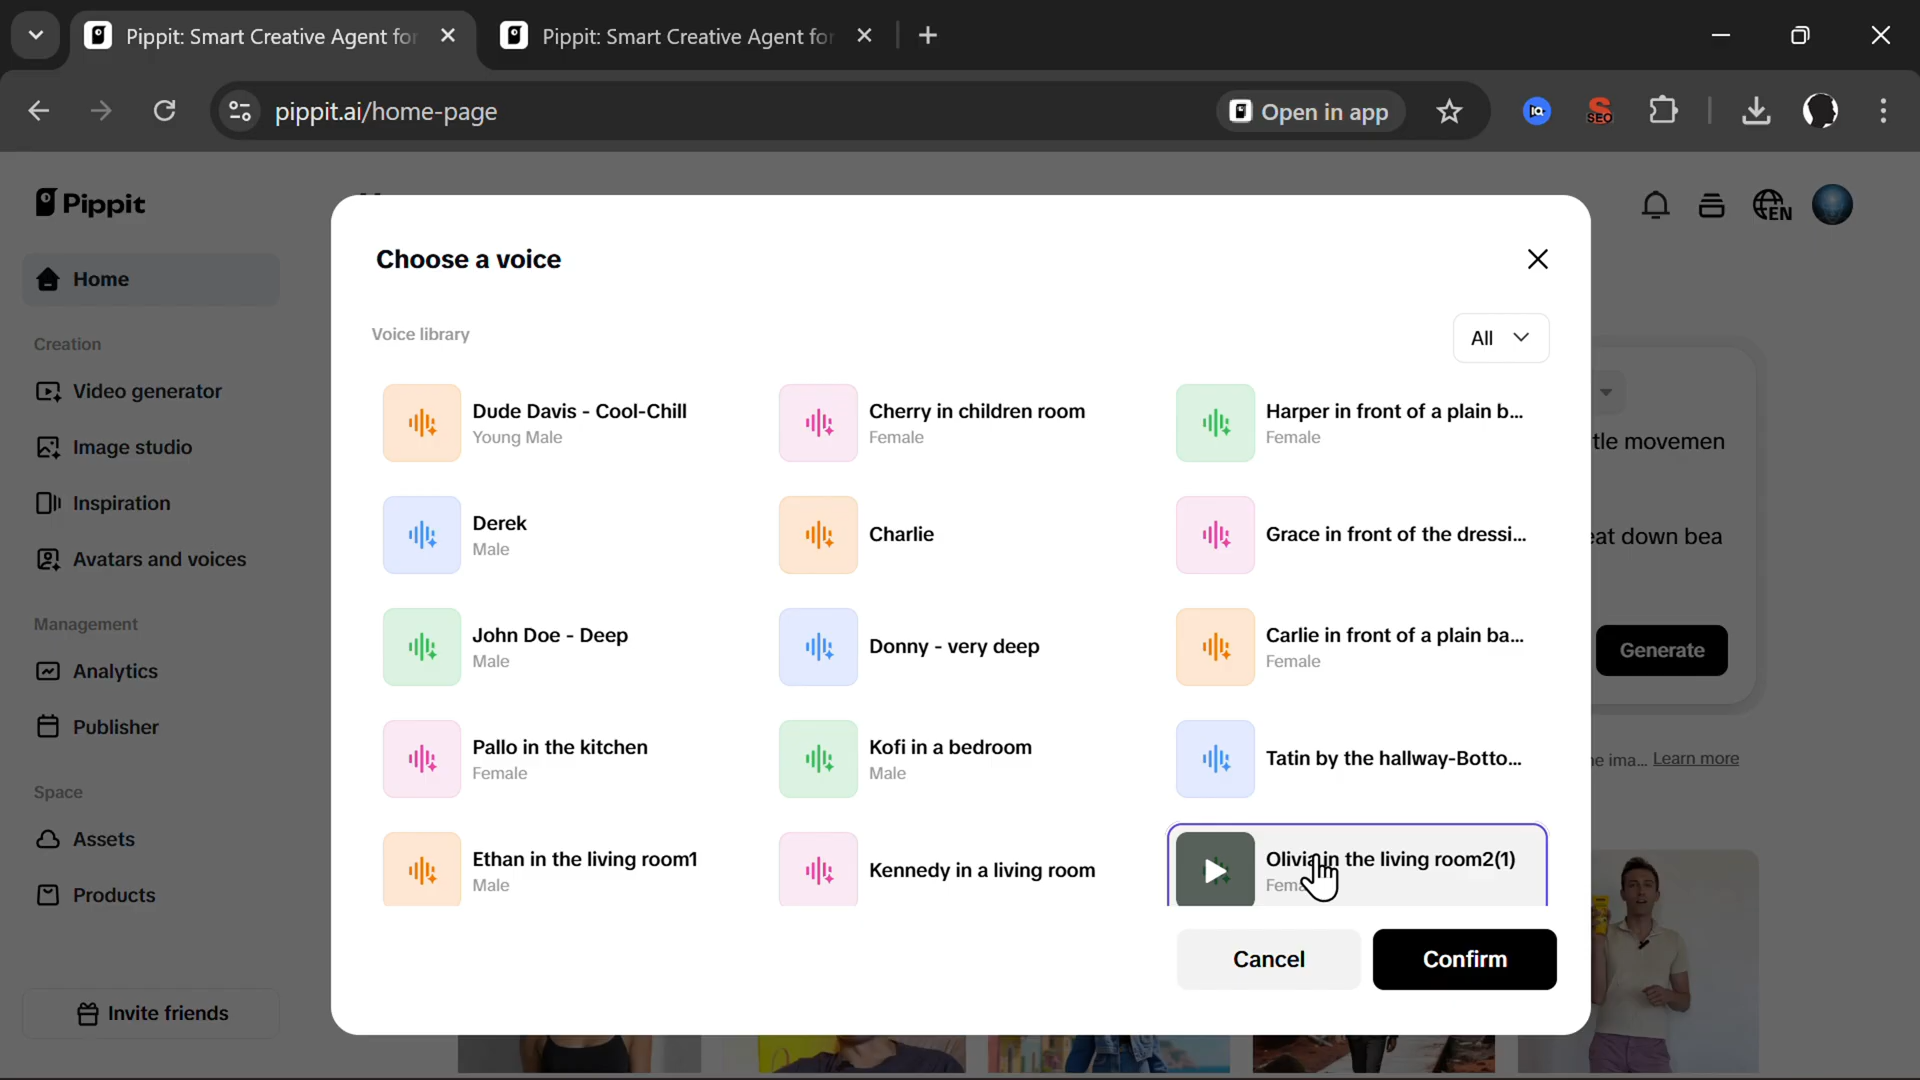 Pippit: Smart Creative Agent for
Pippit: Smart Creative Agent for
pippit.ai/home-page
Open in app
IQ
SEO
Pippit
EN
Home
Creation
Video generator
Image studio
Inspiration
Avatars and voices
Management
Analytics
Publisher
Space
Assets
Products
Invite friends
Choose a voice
Voice library
All
Dude Davis - Cool-Chill
Young Male
Cherry in children room
Female
Harper in front of a plain b...
Female
Derek
Male
Charlie
Grace in front of the dressi...
John Doe - Deep
Male
Donny - very deep
Carlie in front of a plain ba...
Female
Pallo in the kitchen
Female
Kofi in a bedroom
Male
Tatin by the hallway-Botto...
Ethan in the living room1
Male
Kennedy in a living room
Olivia in the living room2(1)
Fema
Cancel
Confirm
tle movemen
eat down bea
Generate
e ima... Learn more